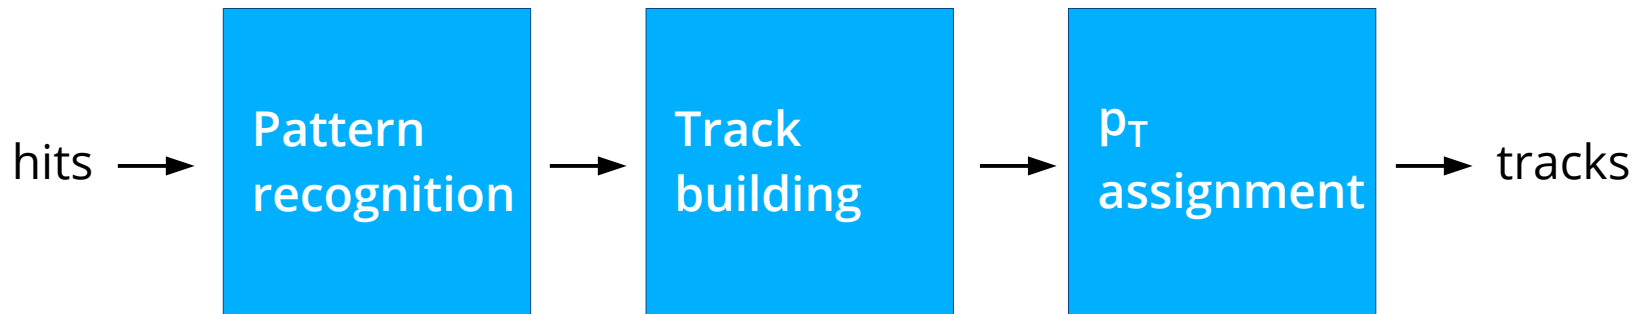 hits
Pattern
recognition
Track
building
pT
assignment
tracks